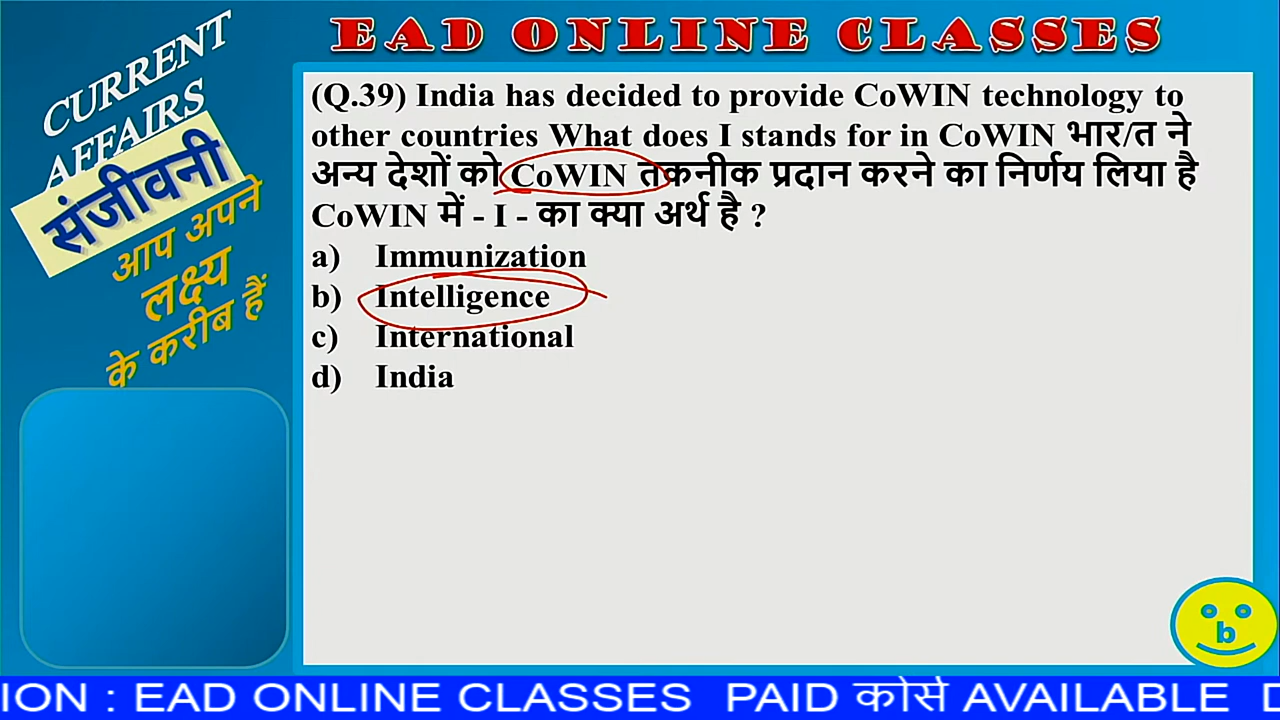 EAD ONLINE CLASSES
CURRENT
AFFAIRS
संजीवनी
आप अपने
लक्ष्य
के करीब हैं
(Q.39) India has decided to provide CoWIN technology to
other countries What does I stands for in CoWIN भार/त ने
अन्य देशों को CoWIN तकनीक प्रदान करने का निर्णय लिया है
CoWIN में - I - का क्या अर्थ है ?
a) Immunization
b) Intelligence
c) International
d) India
b
ION : EAD ONLINE CLASSES PAID कोर्स AVAILABLE